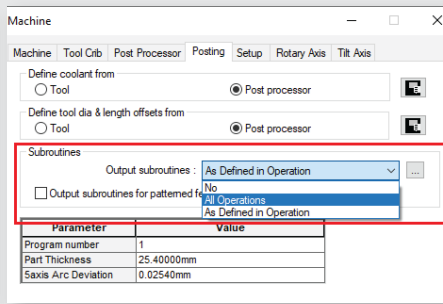 Machine
Machine Tool Crib Post Processor Posting Setup Rotary Axis Tilt Axis
Define coolant from
Tool Post processor
Define tool dia & length offsets from
Tool Post processor
Subroutines
Output subroutines : As Defined in Operation ...
No
All Operations
As Defined in Operation
Output subroutines for patterned
Parameter Value
Program number 1
Part Thickness 25.40000mm
5axis Arc Deviation 0.02540mm